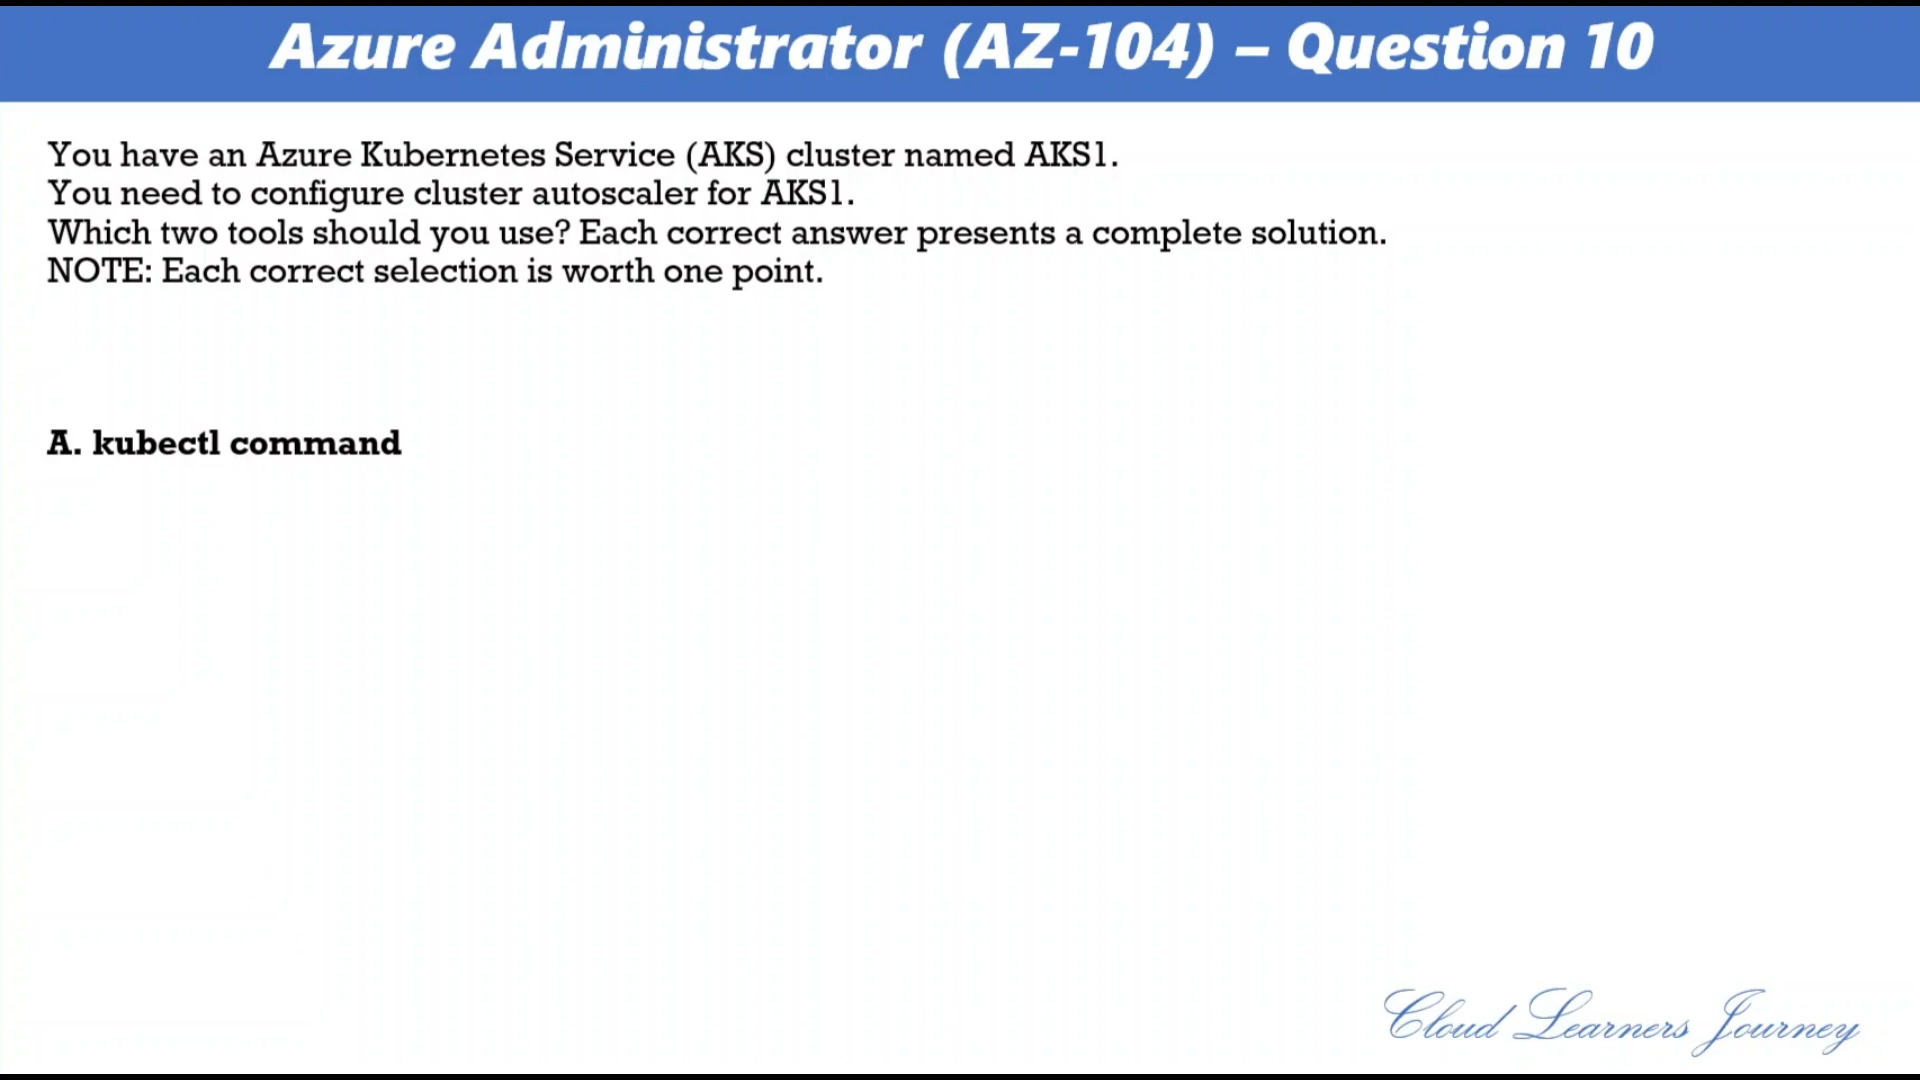 Azure Administrator (AZ-104) – Question 10
You have an Azure Kubernetes Service (AKS) cluster named AKS1.
You need to configure cluster autoscaler for AKS1.
Which two tools should you use? Each correct answer presents a complete solution.
NOTE: Each correct selection is worth one point.
A. kubectl command
Cloud Learners Journey